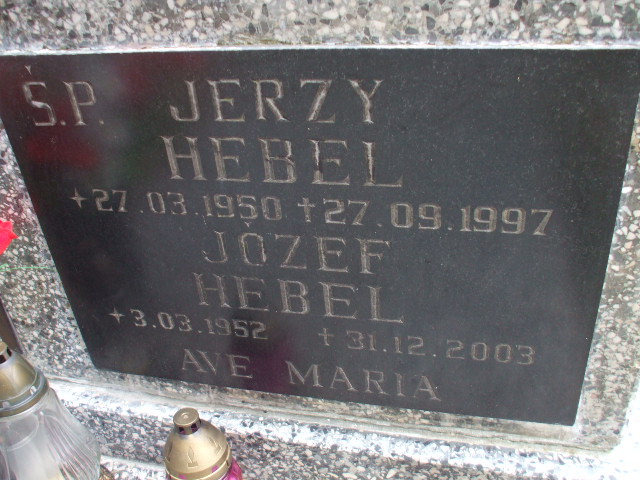 Ś.P. JERZY
HEBEL
+27.03.1950 +27.09.1997
JÓZEF
HEBEL
+3.03.1952 +31.12.2003
AVE MARIA